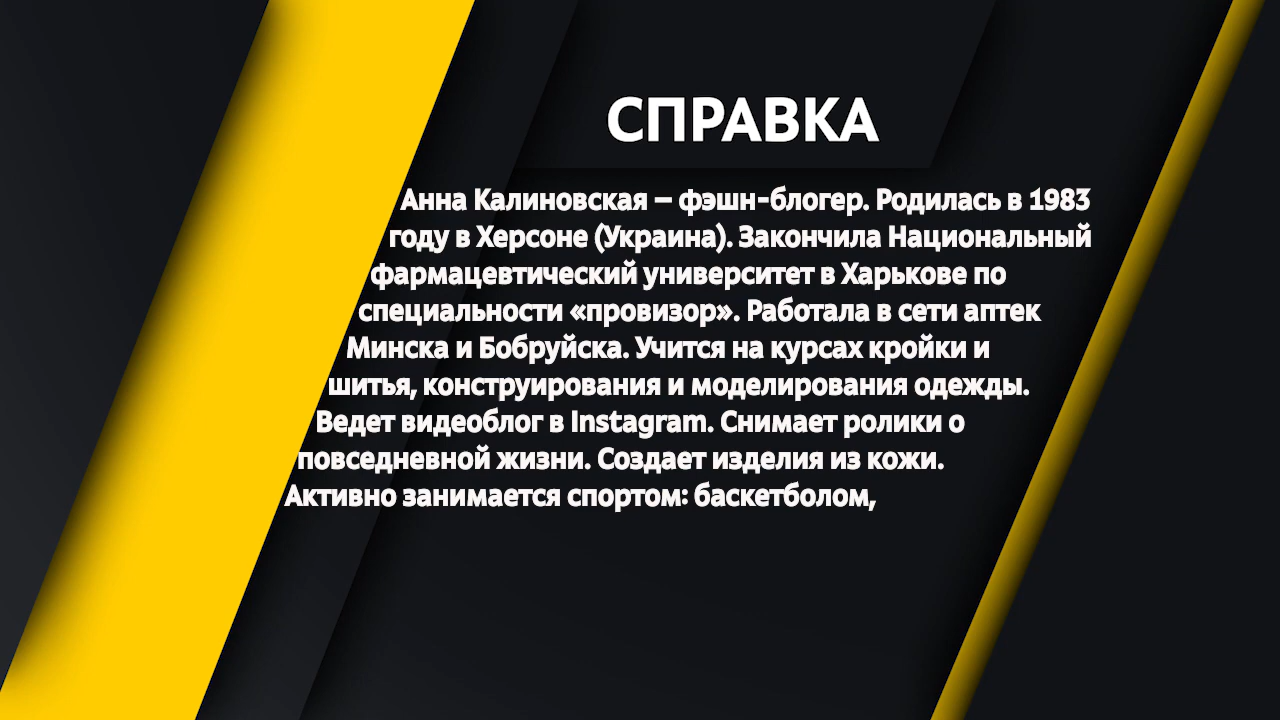 СПРАВКА
Анна Калиновская – фэшн-блогер. Родилась в 1983
году в Херсоне (Украина). Закончила Национальный
фармацевтический университет в Харькове по
специальности «провизор». Работала в сети аптек
Минска и Бобруйска. Учится на курсах кройки и
шитья, конструирования и моделирования одежды.
Ведет видеоблог в Instagram. Снимает ролики о
повседневной жизни. Создает изделия из кожи.
Активно занимается спортом: баскетболом,